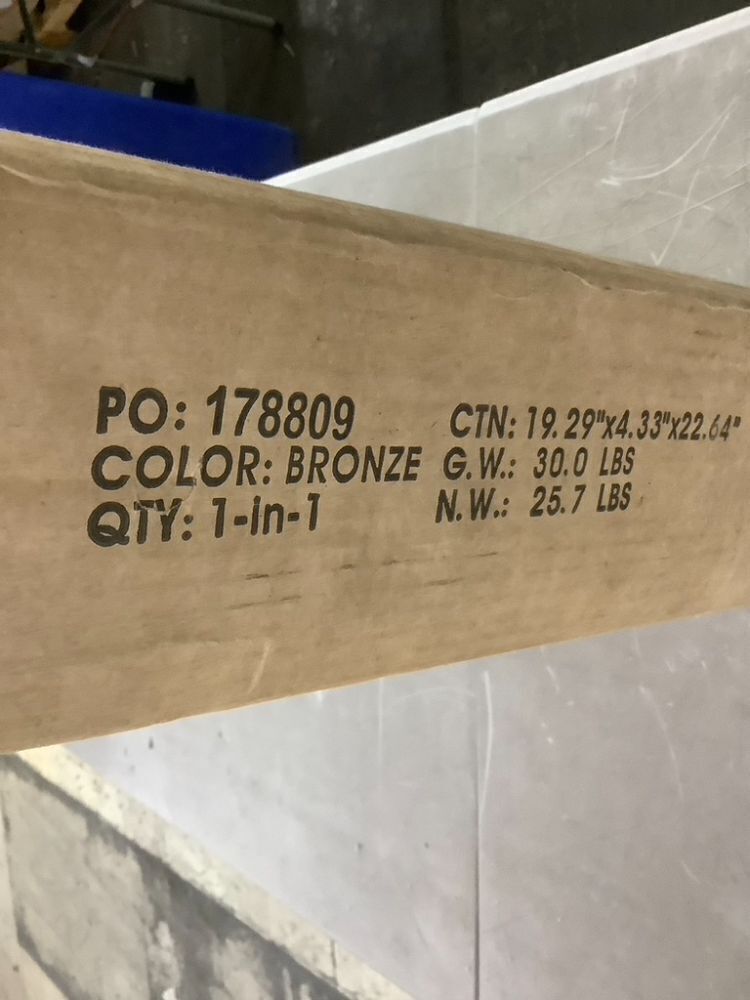 PO: 178809
COLOR: BRONZE
QTY: 1-in-1
CTN: 19.29"x4.33"x22.64"
G.W.: 30.0 LBS
N.W.: 25.7 LBS